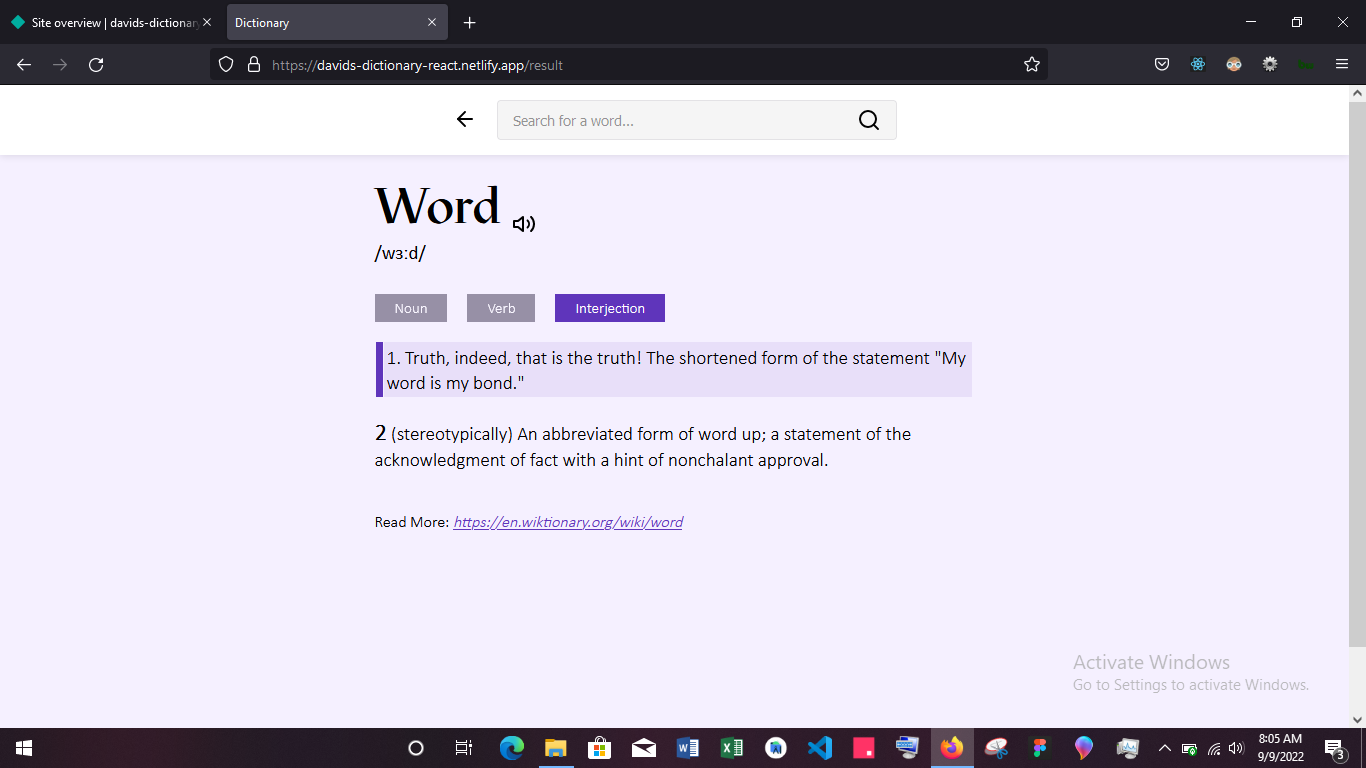 Site overview | davids-dictionary
Dictionary
https://davids-dictionary-react.netlify.app/result
Search for a word...
Word
/wɜːd/
Noun
Verb
Interjection
1. Truth, indeed, that is the truth! The shortened form of the statement "My
word is my bond."
2 (stereotypically) An abbreviated form of word up; a statement of the
acknowledgment of fact with a hint of nonchalant approval.
Read More: https://en.wiktionary.org/wiki/word
Activate Windows
Go to Settings to activate Windows.
8:05 AM
9/9/2022
3